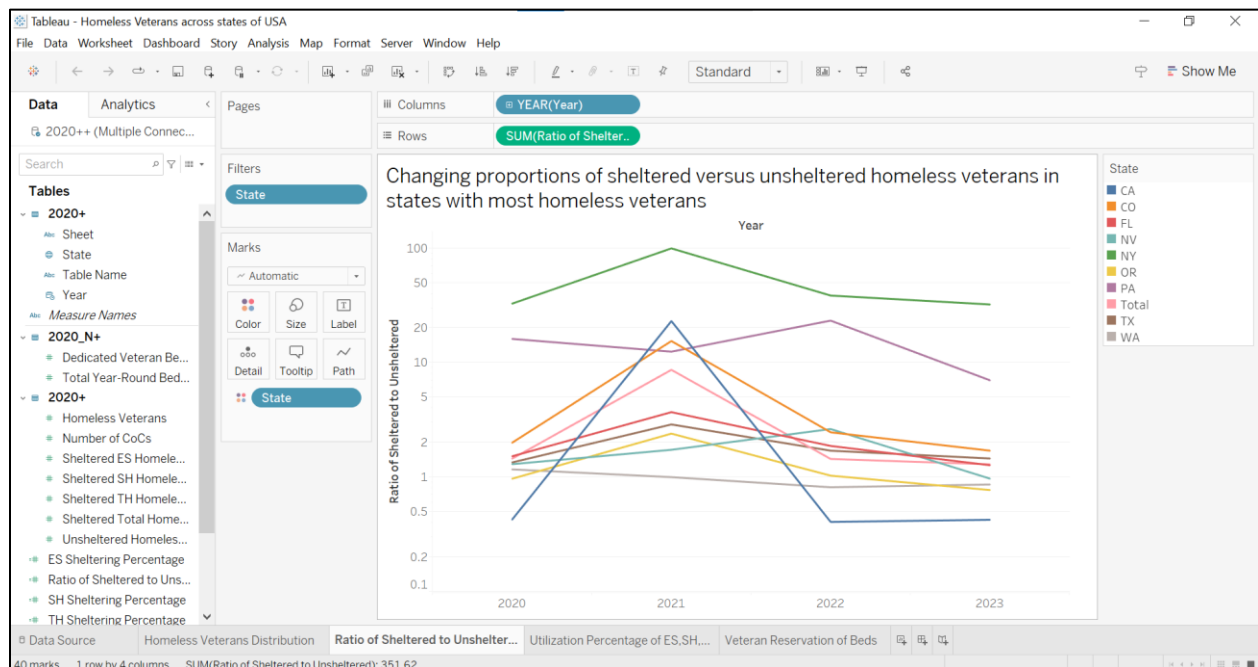 Tableau - Homeless Veterans across states of USA
File Data Worksheet Dashboard Story Analysis Map Format Server Window Help
Standard
Show Me
Data Analytics
2020++ (Multiple Connec...
Search
Tables
2020+
Abc Sheet
State
Abc Table Name
Year
Abc Measure Names
2020_N+
# Dedicated Veteran Be...
# Total Year-Round Bed...
2020+
# Homeless Veterans
# Number of CoCs
# Sheltered ES Homele...
# Sheltered SH Homele...
# Sheltered TH Homele...
# Sheltered Total Home...
# Unsheltered Homeles...
=# ES Sheltering Percentage
=# Ratio of Sheltered to Uns...
=# SH Sheltering Percentage
=# TH Sheltering Percentage
Pages
Filters
State
Marks
Automatic
Color Size Label
Detail Tooltip Path
State
Columns YEAR(Year)
Rows SUM(Ratio of Shelter..
Changing proportions of sheltered versus unsheltered homeless veterans in
states with most homeless veterans
Year
Ratio of Sheltered to Unsheltered
100
50
20
10
5
2
1
0.5
0.2
0.1
2020 2021 2022 2023
State
CA
CO
FL
NV
NY
OR
PA
Total
TX
WA
Data Source Homeless Veterans Distribution Ratio of Sheltered to Unshelter... Utilization Percentage of ES,SH,... Veteran Reservation of Beds
40 marks 1 row by 4 columns SUM(Ratio of Sheltered to Unsheltered): 351.62